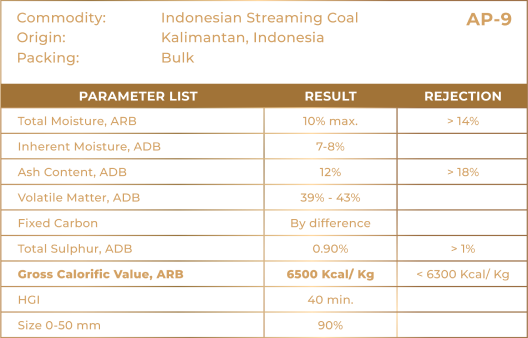 Commodity: Indonesian Streaming Coal AP-9
Origin: Kalimantan, Indonesia
Packing: Bulk
PARAMETER LIST RESULT REJECTION
Total Moisture, ARB 10% max. > 14%
Inherent Moisture, ADB 7-8%
Ash Content, ADB 12% > 18%
Volatile Matter, ADB 39% - 43%
Fixed Carbon By difference
Total Sulphur, ADB 0.90% > 1%
Gross Calorific Value, ARB 6500 Kcal/ Kg < 6300 Kcal/ Kg
HGI 40 min.
Size 0-50 mm 90%